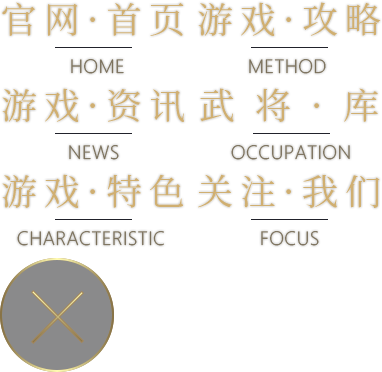 官网·首页 游戏·攻略
HOME METHOD
游戏·资讯 武将·库
NEWS OCCUPATION
游戏·特色 关注·我们
CHARACTERISTIC FOCUS